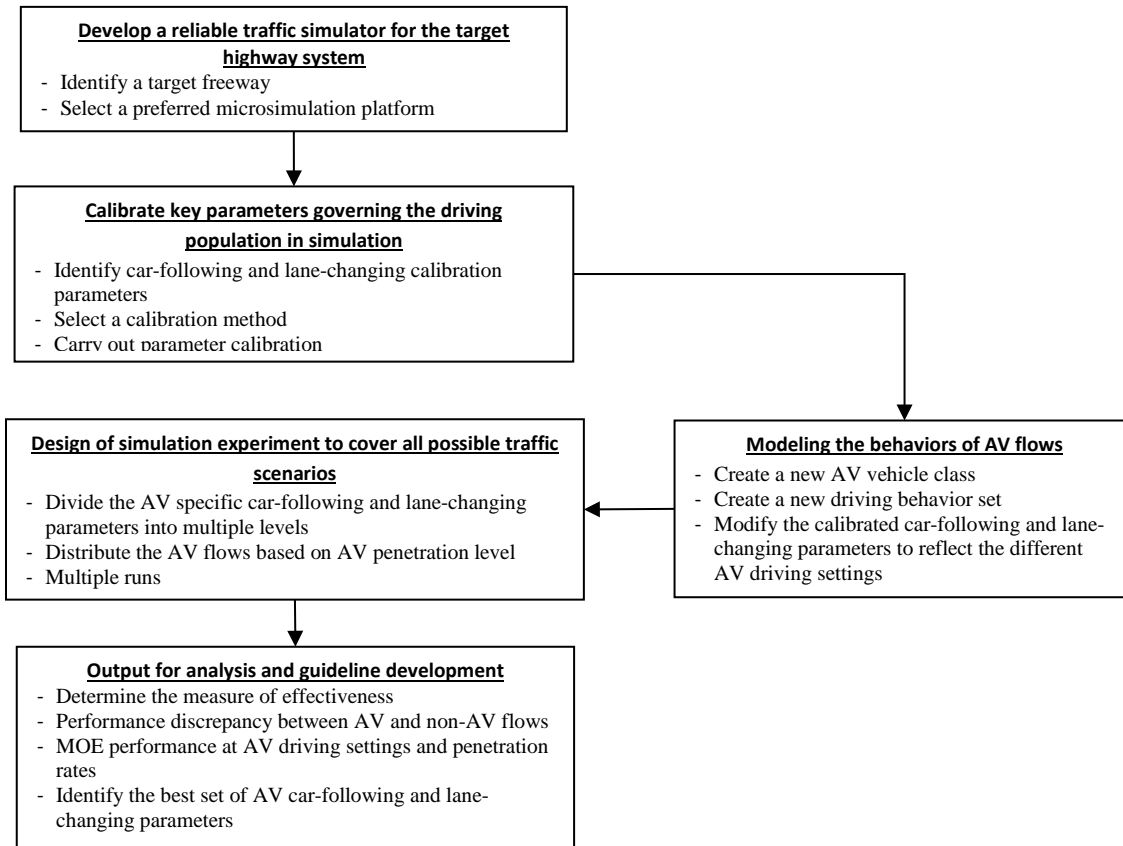 Develop a reliable traffic simulator for the target
highway system
- Identify a target freeway
- Select a preferred microsimulation platform
Calibrate key parameters governing the driving
population in simulation
- Identify car-following and lane-changing calibration
parameters
- Select a calibration method
- Carry out parameter calibration
Modeling the behaviors of AV flows
- Create a new AV vehicle class
- Create a new driving behavior set
- Modify the calibrated car-following and lane-
changing parameters to reflect the different
AV driving settings
Design of simulation experiment to cover all possible traffic
scenarios
- Divide the AV specific car-following and lane-changing
parameters into multiple levels
- Distribute the AV flows based on AV penetration level
- Multiple runs
Output for analysis and guideline development
- Determine the measure of effectiveness
- Performance discrepancy between AV and non-AV flows
- MOE performance at AV driving settings and penetration
rates
- Identify the best set of AV car-following and lane-
changing parameters